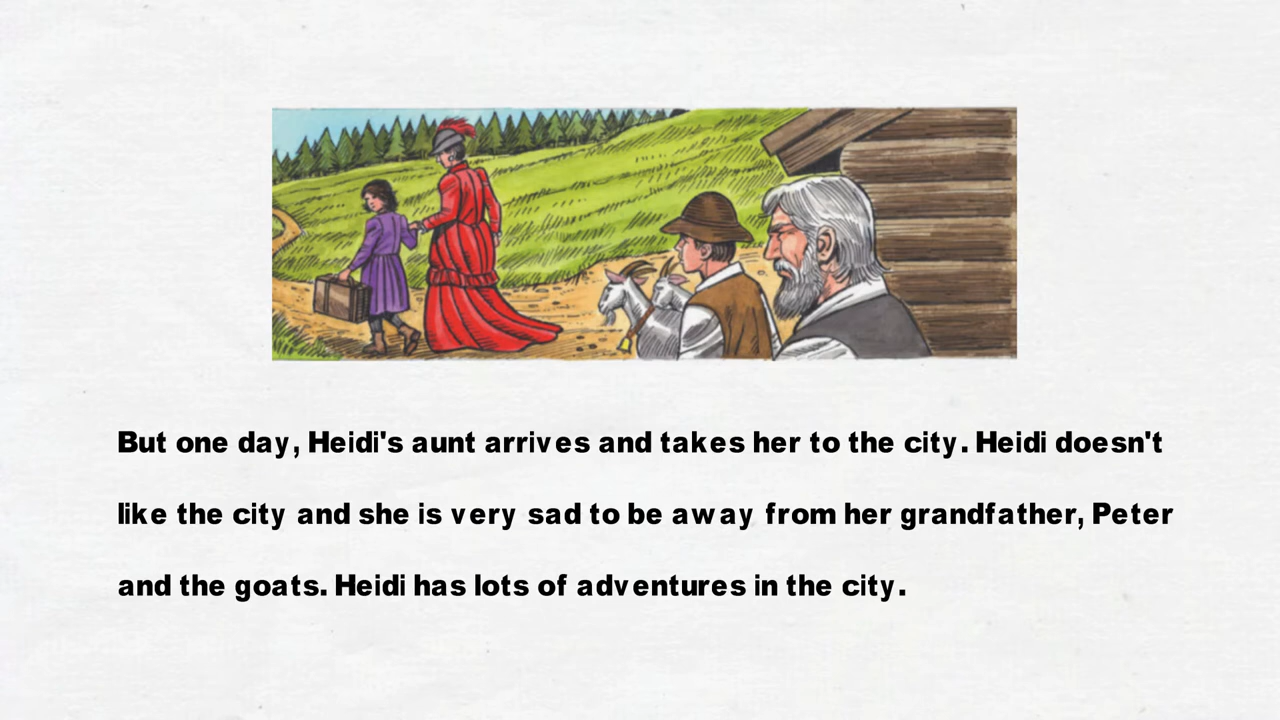 But one day, Heidi's aunt arrives and takes her to the city. Heidi doesn't
like the city and she is very sad to be away from her grandfather, Peter
and the goats. Heidi has lots of adventures in the city.